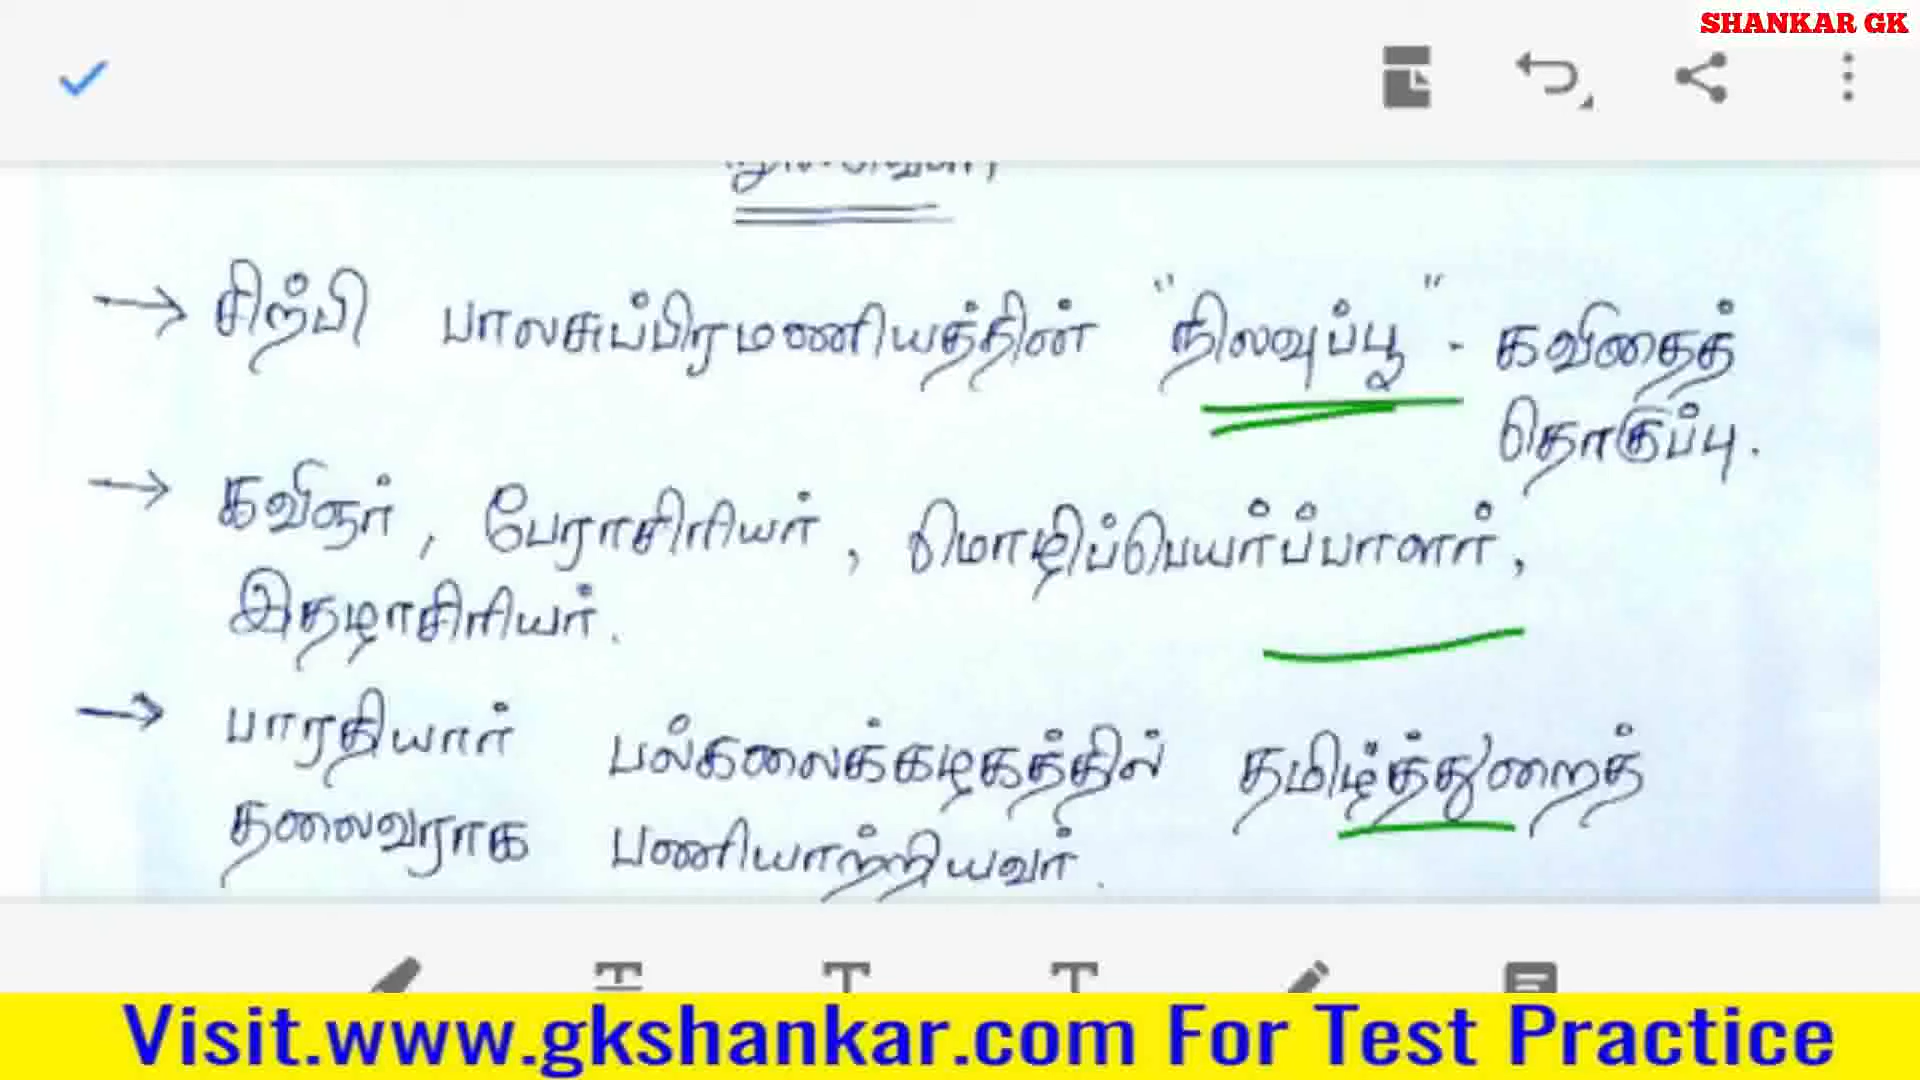 SHANKAR GK
→ சிற்பி பாலசுப்பிரமணியத்தின் "நிலவுப்பூ" - கவிதைத்
தொகுப்பு.
→ கவிஞர், பேராசிரியர், மொழிப்பெயர்ப்பாளர்,
இதழாசிரியர்.
→ பாரதியார் பல்கலைக்கழகத்தில் தமிழ்த்துறைத்
தலைவராக பணியாற்றியவர்.
Visit.www.gkshankar.com For Test Practice